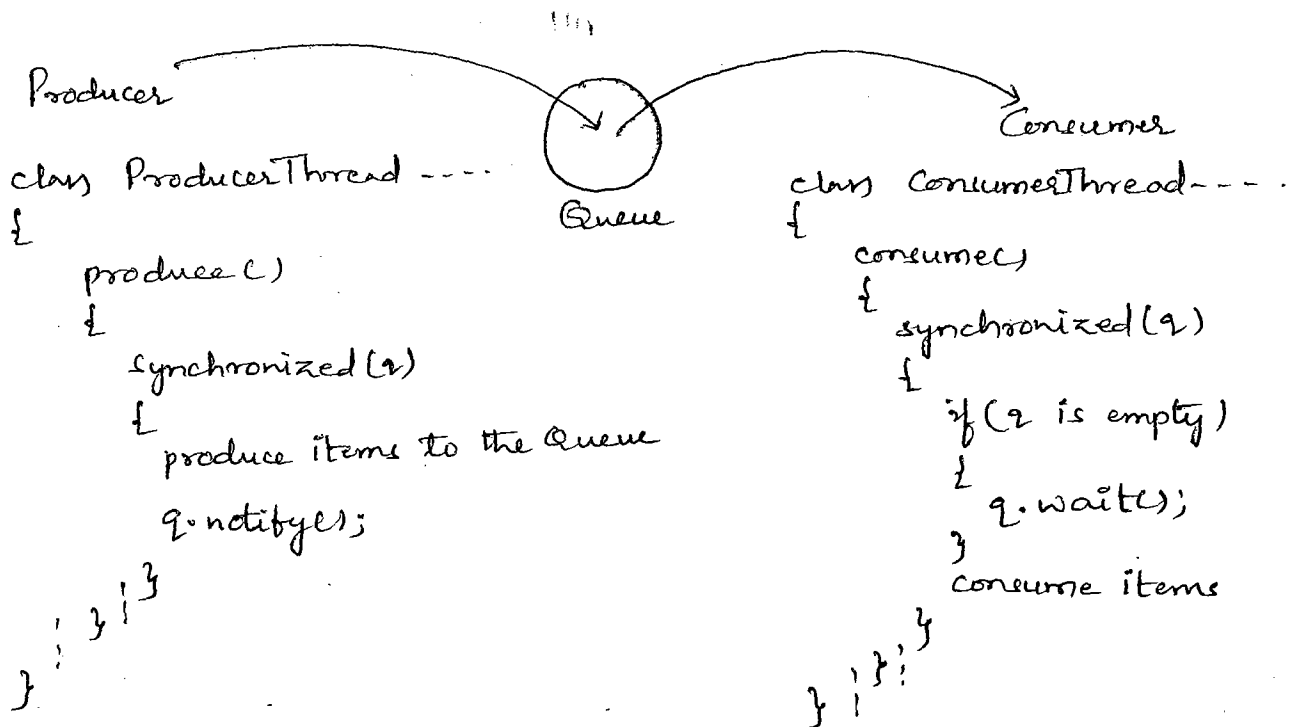 Producer
Consumer
Queue
class ProducerThread ----
{
produce()
{
synchronized(q)
{
produce items to the Queue
q.notify();
}
}
}
class ConsumerThread ----
{
consume()
{
synchronized(q)
{
if (q is empty)
{
q.wait();
}
consume items
}
}
}